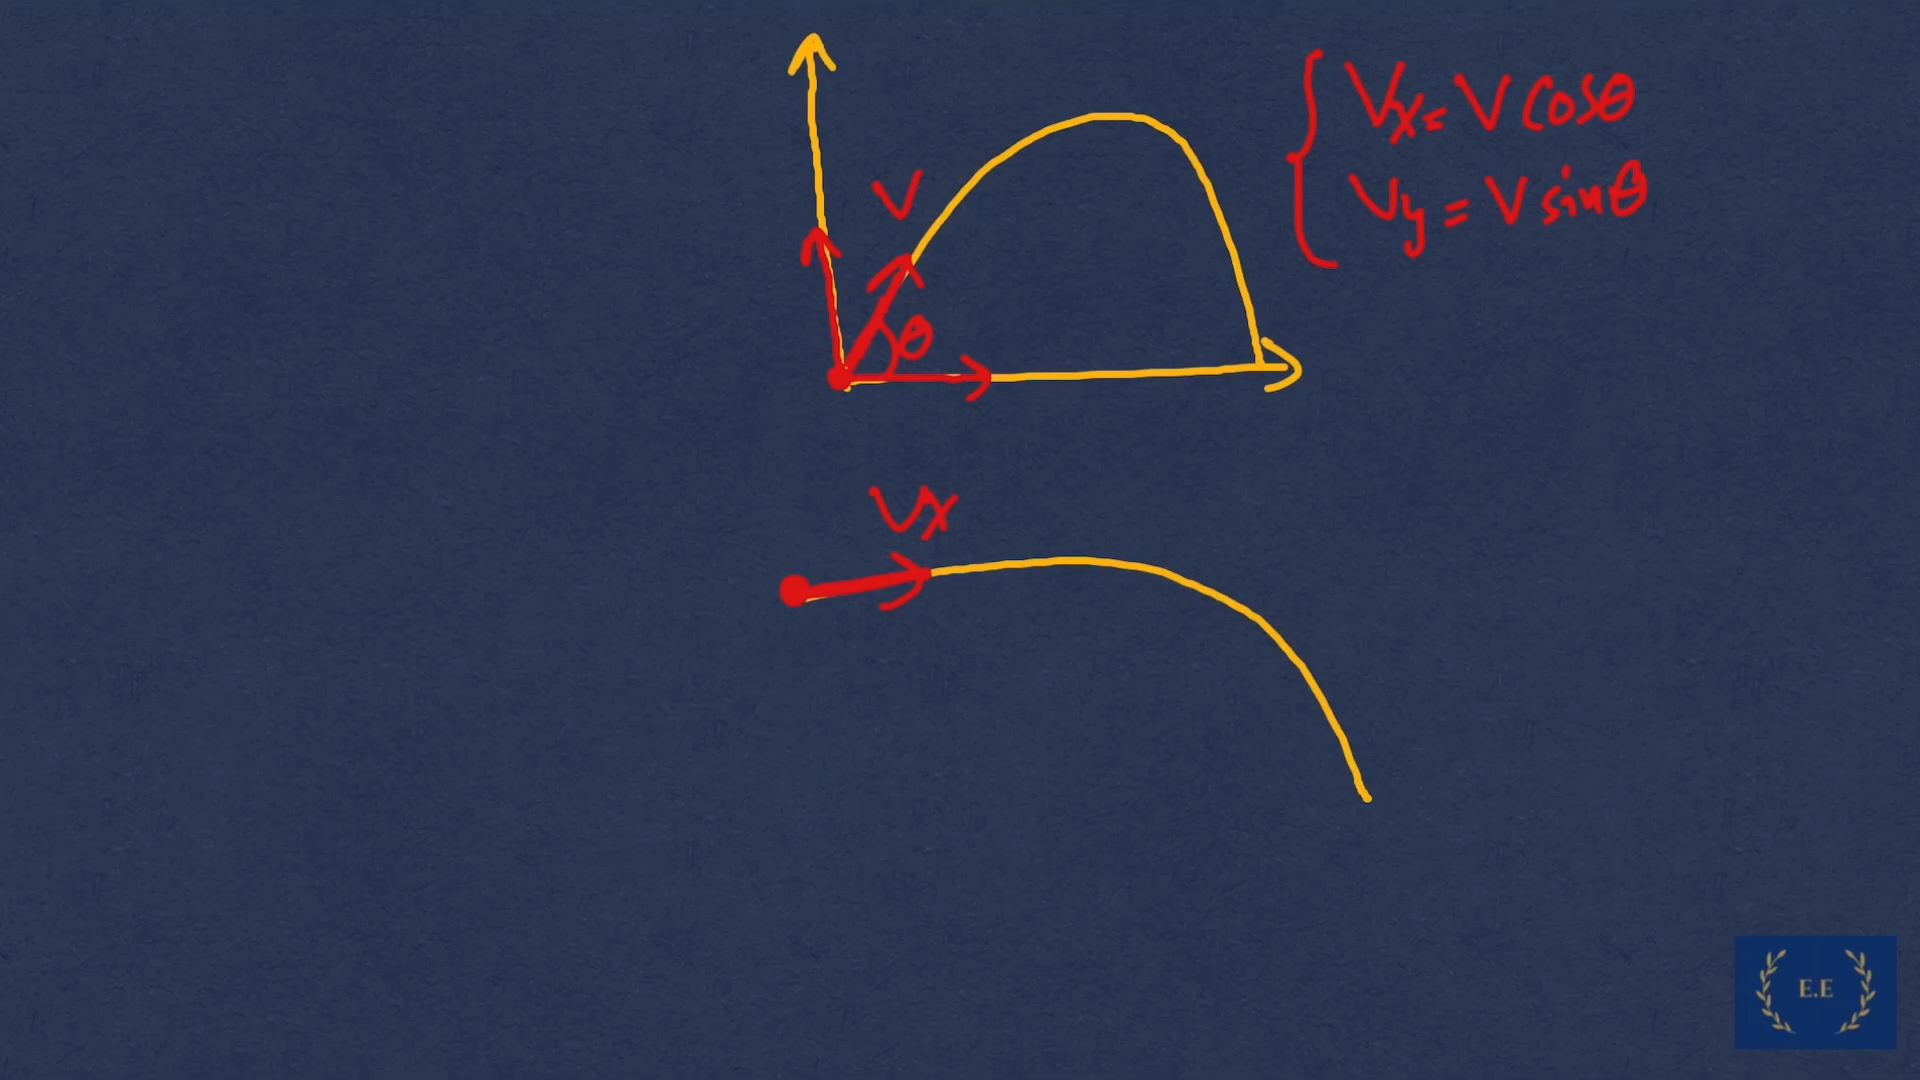 Vx = V cosθ
Vy = V sinθ
V
θ
Vx
E.E